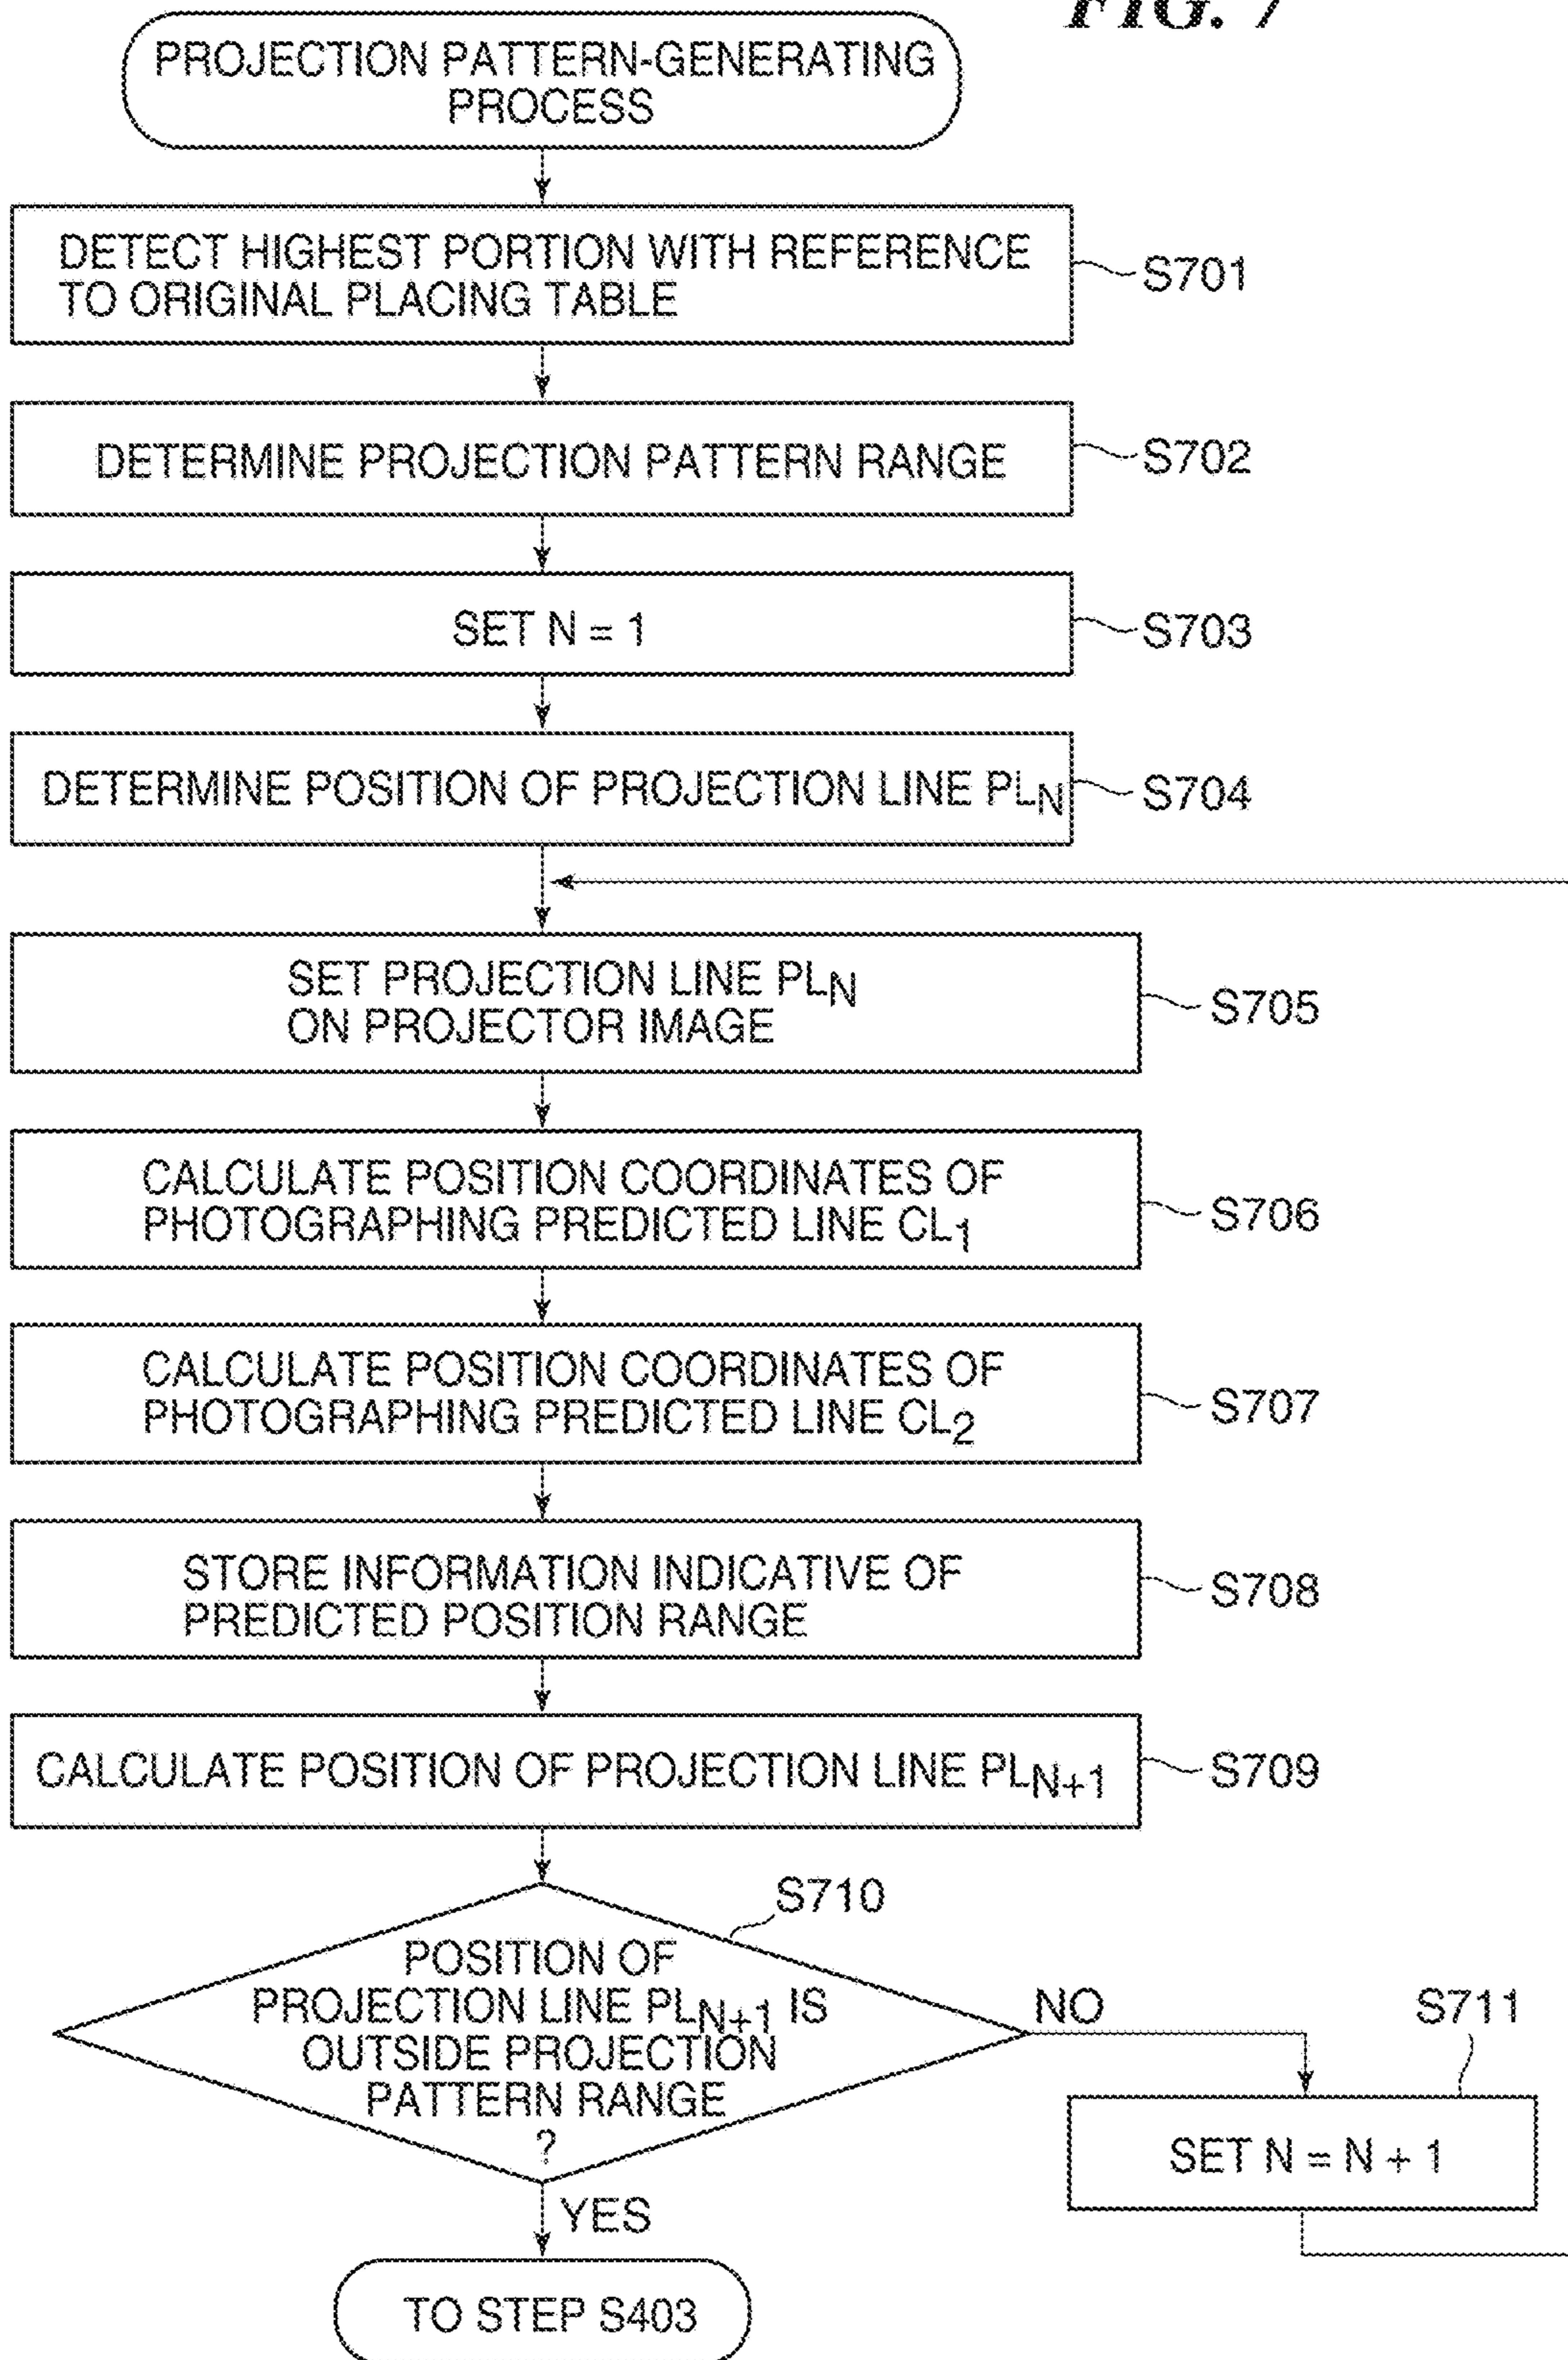 FIG. 7
PROJECTION PATTERN-GENERATING
PROCESS
DETECT HIGHEST PORTION WITH REFERENCE
TO ORIGINAL PLACING TABLE
S701
DETERMINE PROJECTION PATTERN RANGE
S702
SET N = 1
S703
DETERMINE POSITION OF PROJECTION LINE PLN
S704
SET PROJECTION LINE PLN
ON PROJECTOR IMAGE
S705
CALCULATE POSITION COORDINATES OF
PHOTOGRAPHING PREDICTED LINE CL1
S706
CALCULATE POSITION COORDINATES OF
PHOTOGRAPHING PREDICTED LINE CL2
S707
STORE INFORMATION INDICATIVE OF
PREDICTED POSITION RANGE
S708
CALCULATE POSITION OF PROJECTION LINE PLN+1
S709
S710
POSITION OF
PROJECTION LINE PLN+1 IS
OUTSIDE PROJECTION
PATTERN RANGE
?
NO
S711
SET N = N + 1
YES
TO STEP S403